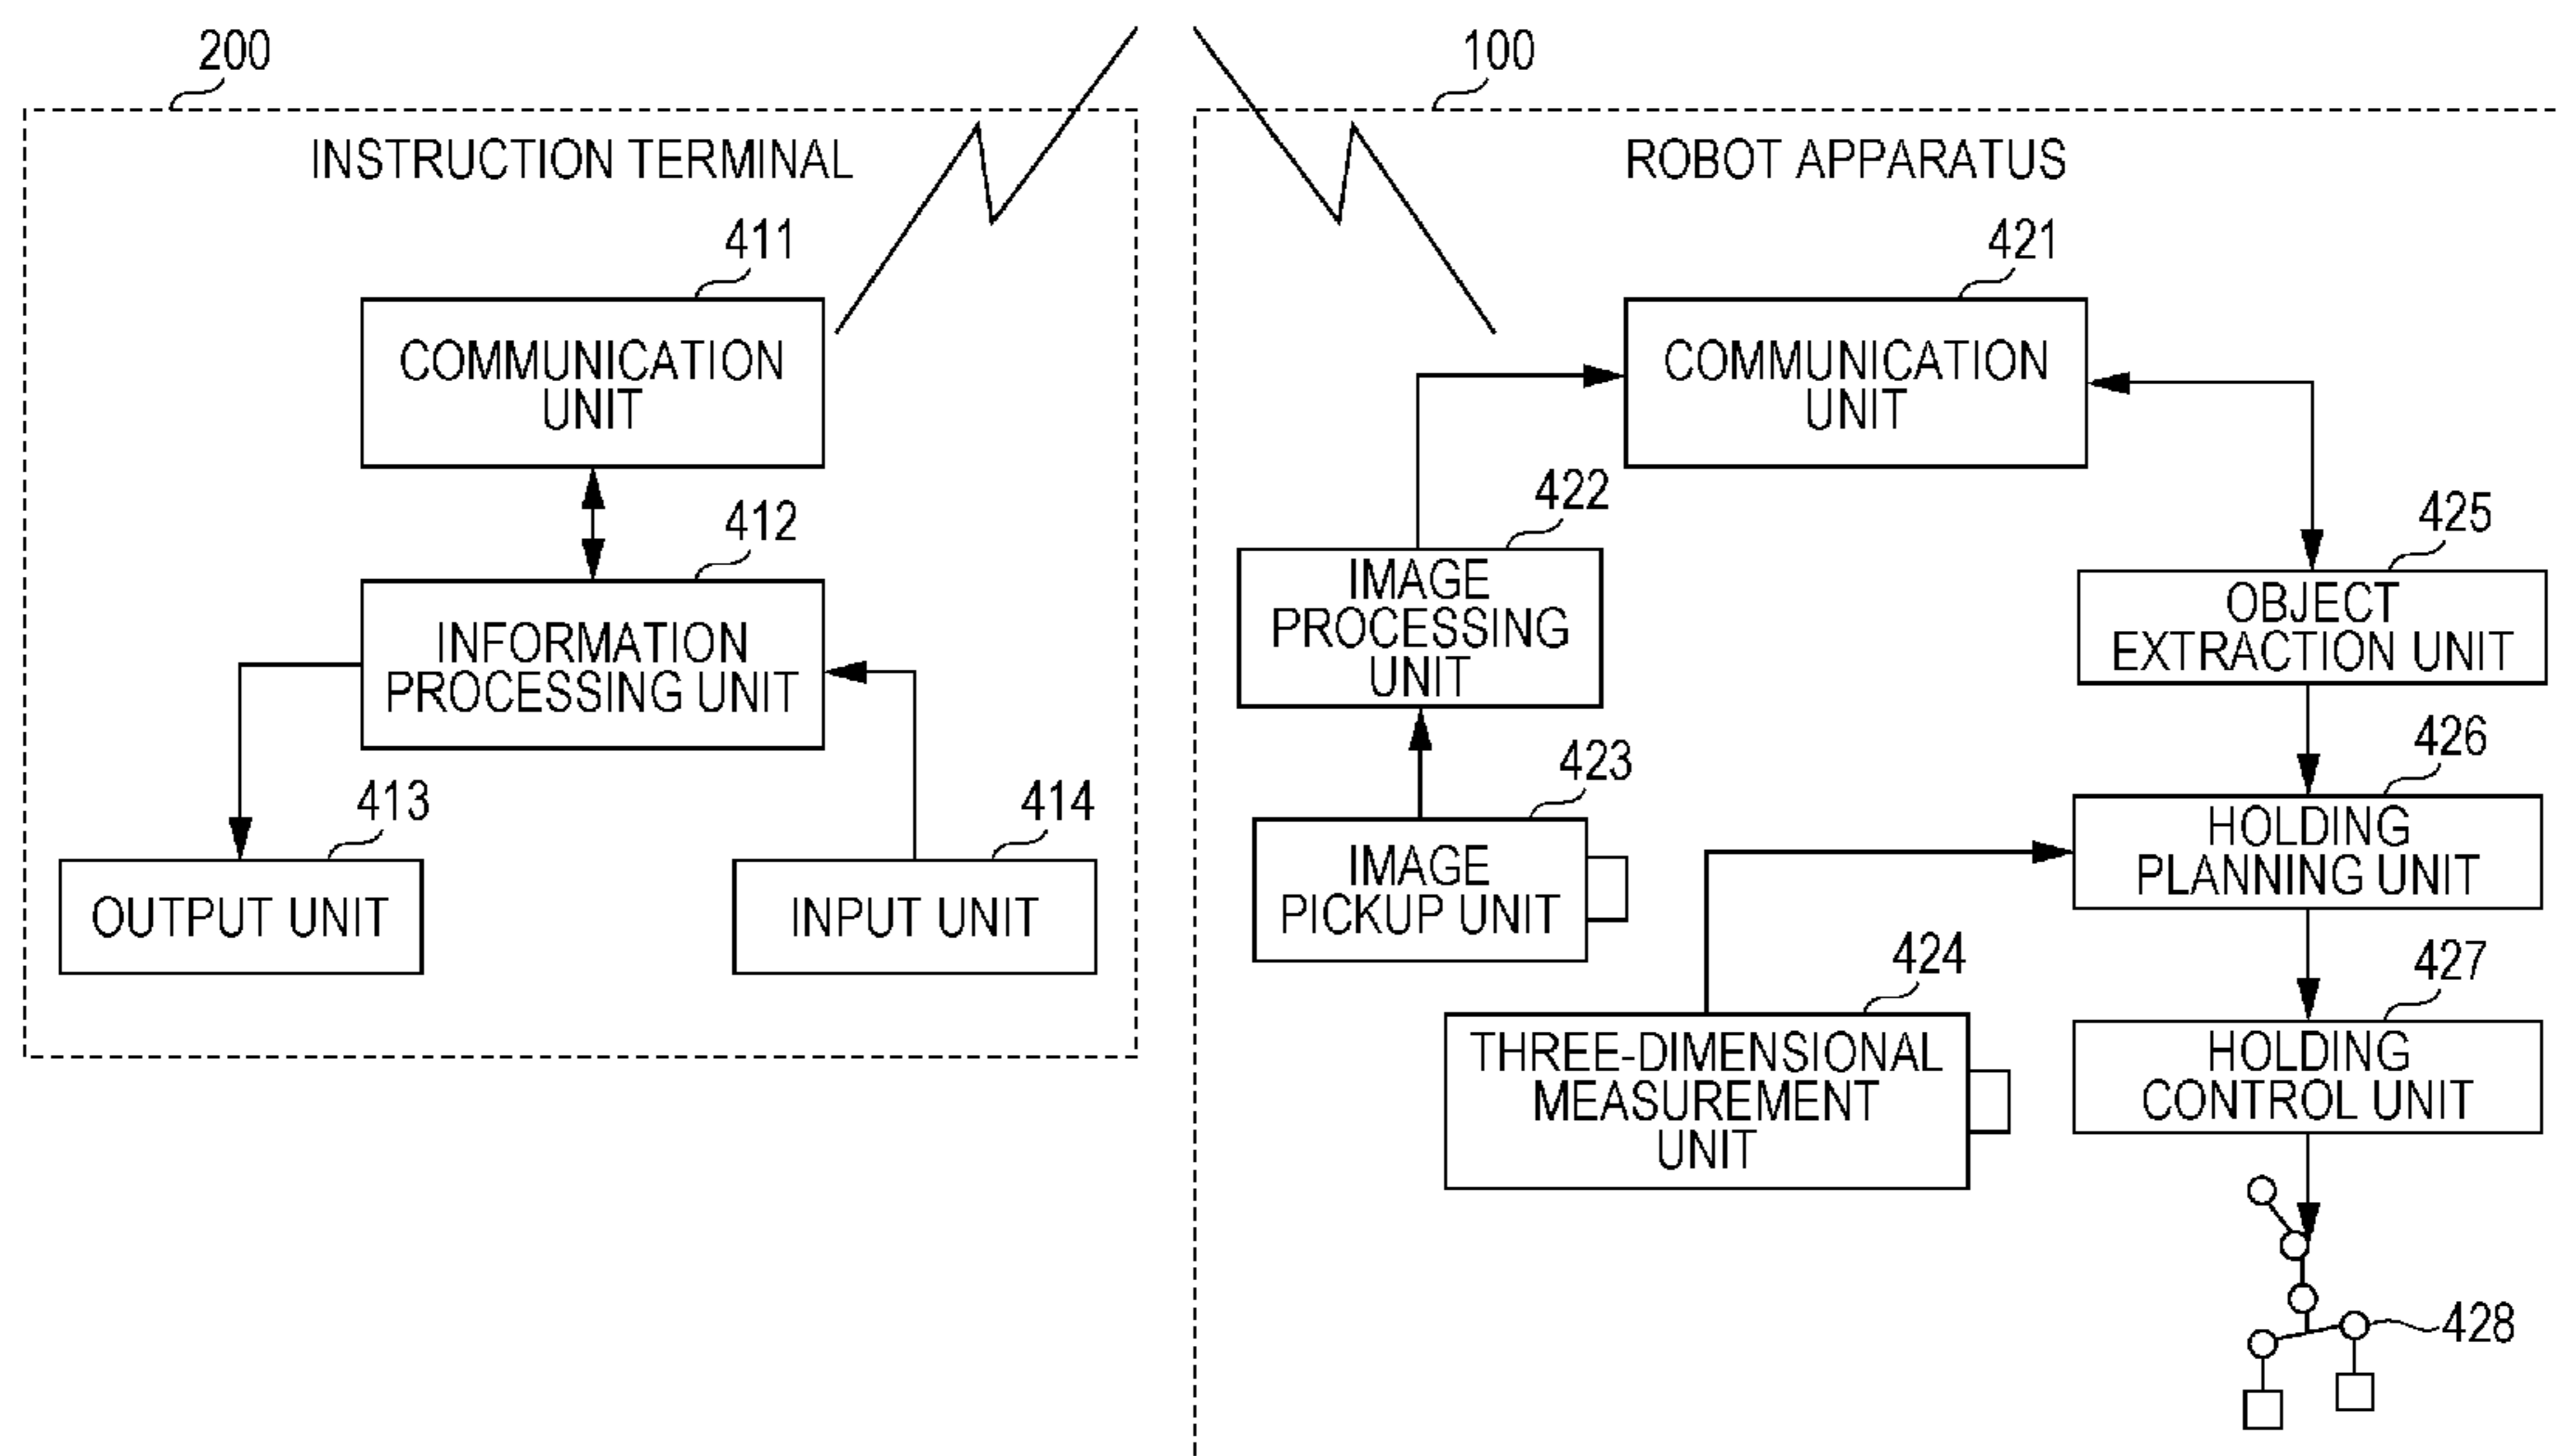 200
INSTRUCTION TERMINAL
411
COMMUNICATION
UNIT
412
INFORMATION
PROCESSING UNIT
413
OUTPUT UNIT
414
INPUT UNIT
100
ROBOT APPARATUS
421
COMMUNICATION
UNIT
422
IMAGE
PROCESSING
UNIT
423
IMAGE
PICKUP UNIT
424
THREE-DIMENSIONAL
MEASUREMENT
UNIT
425
OBJECT
EXTRACTION UNIT
426
HOLDING
PLANNING UNIT
427
HOLDING
CONTROL UNIT
428